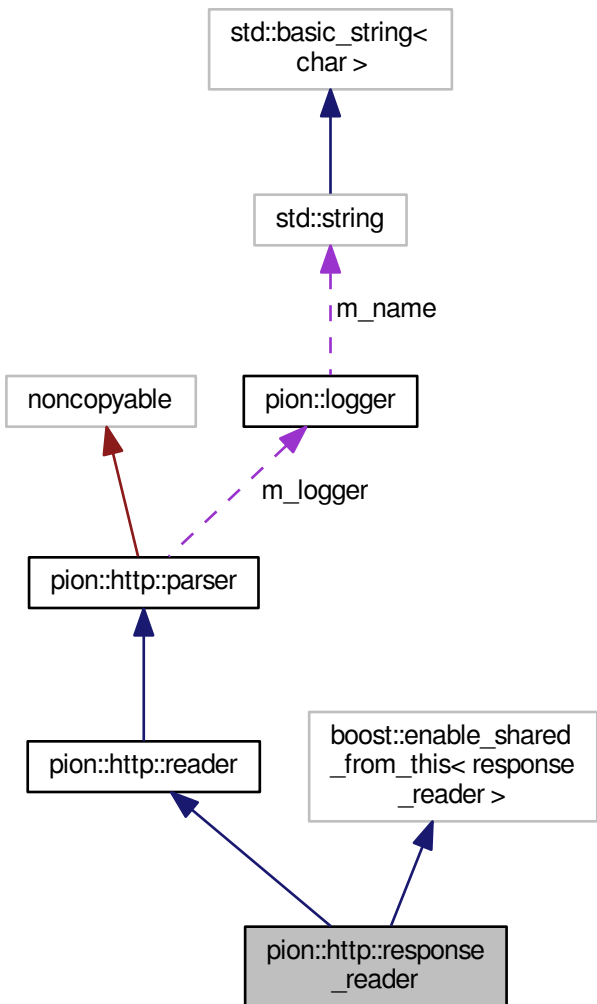 std::basic_string<
char >
std::string
m_name
noncopyable
pion::logger
m_logger
pion::http::parser
boost::enable_shared
_from_this< response
_reader >
pion::http::reader
pion::http::response
_reader